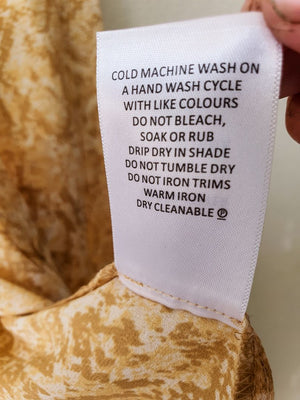 COLD MACHINE WASH ON
A HAND WASH CYCLE
WITH LIKE COLOURS
DO NOT BLEACH,
SOAK OR RUB
DRIP DRY IN SHADE
DO NOT TUMBLE DRY
DO NOT IRON TRIMS
WARM IRON
DRY CLEANABLE Ⓟ